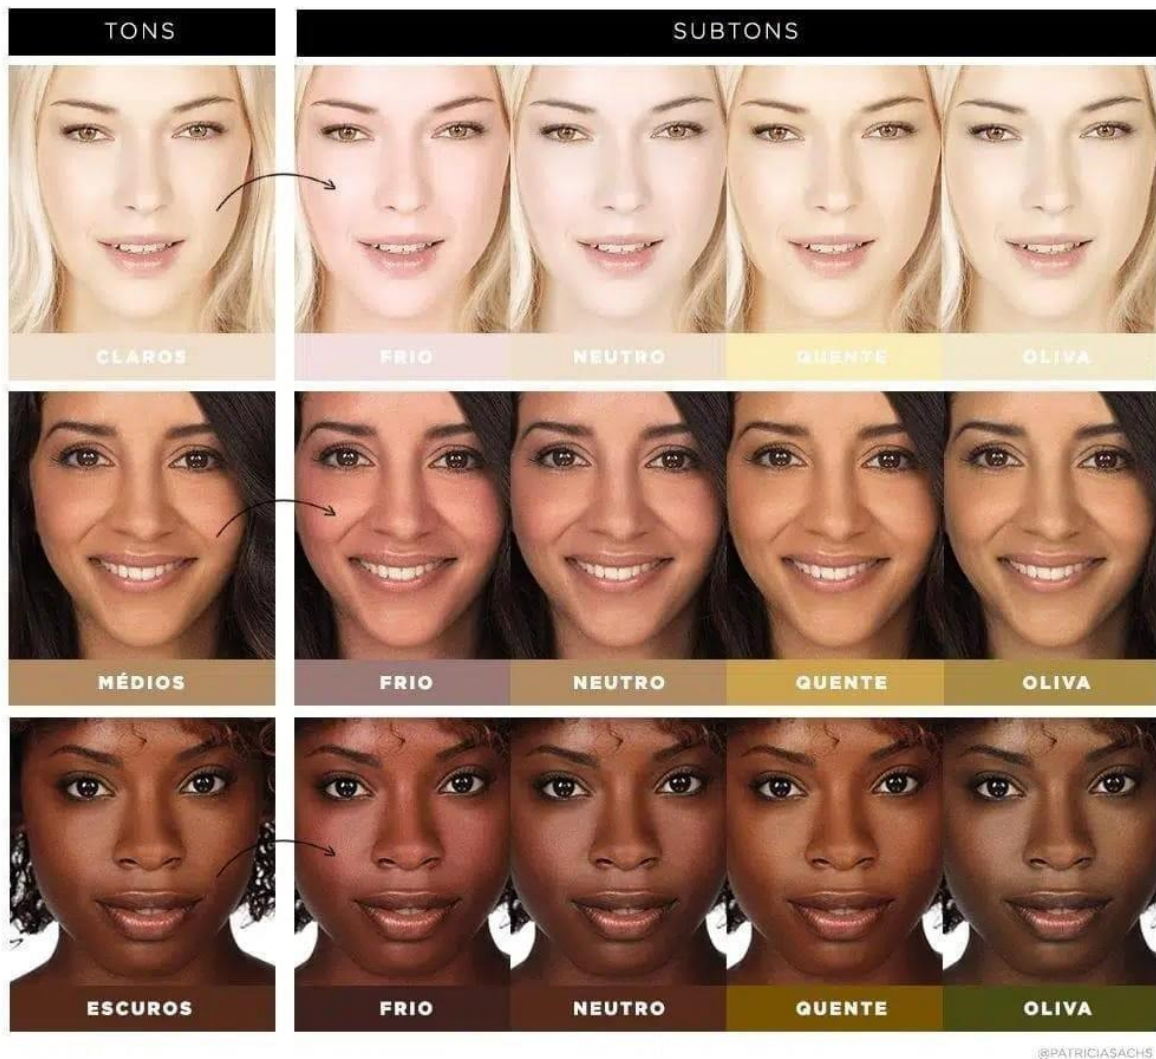 TONS
SUBTONS
CLAROS
FRIO
NEUTRO
QUENTE
OLIVA
MÉDIOS
FRIO
NEUTRO
QUENTE
OLIVA
ESCUROS
FRIO
NEUTRO
QUENTE
OLIVA
@PATRICIASACHS